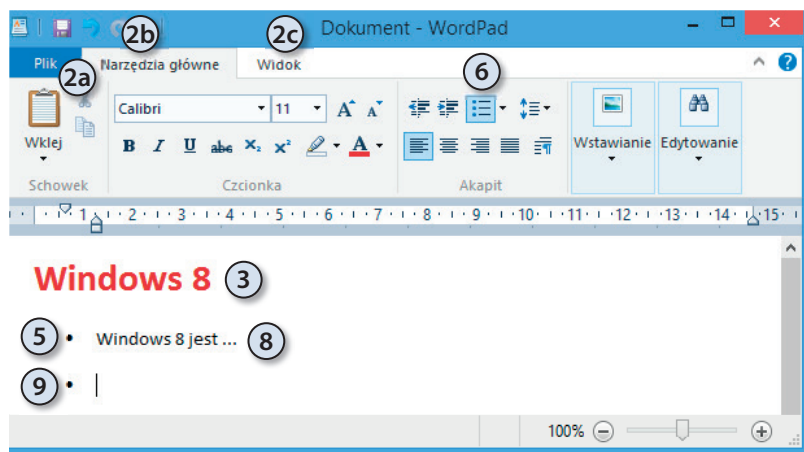 2b
2c
Dokument - WordPad
Plik
2a
Narzędzia główne
Widok
6
Wklej
Calibri
11
A A
B I U abc X₂ X² A
Wstawianie
Edytowanie
Schowek
Czcionka
Akapit
1 1 2 3 4 5 6 7 8 9 10 11 12 13 14 15
Windows 8
3
5
• Windows 8 jest ...
8
9
•
100%